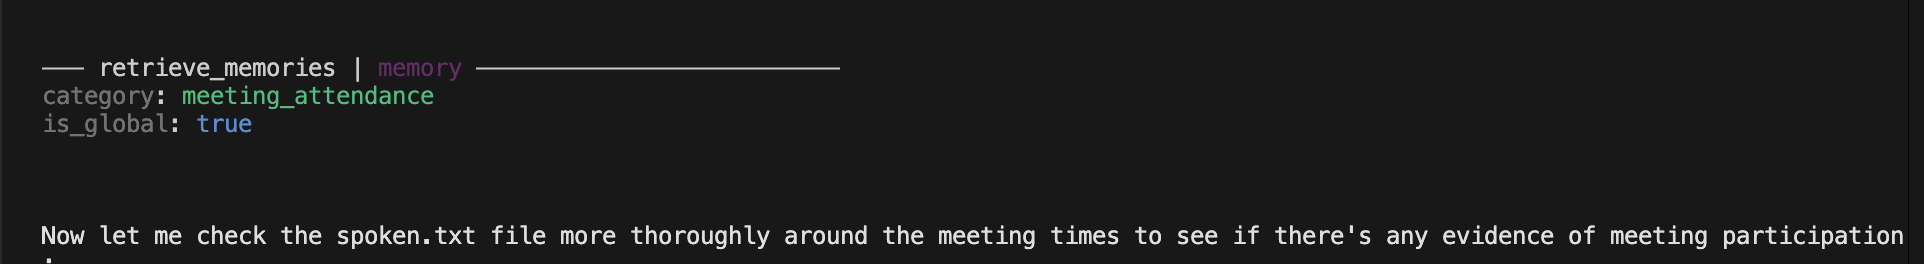 ─── retrieve_memories | memory ──────────────────────────
category: meeting_attendance
is_global: true
Now let me check the spoken.txt file more thoroughly around the meeting times to see if there's any evidence of meeting participation